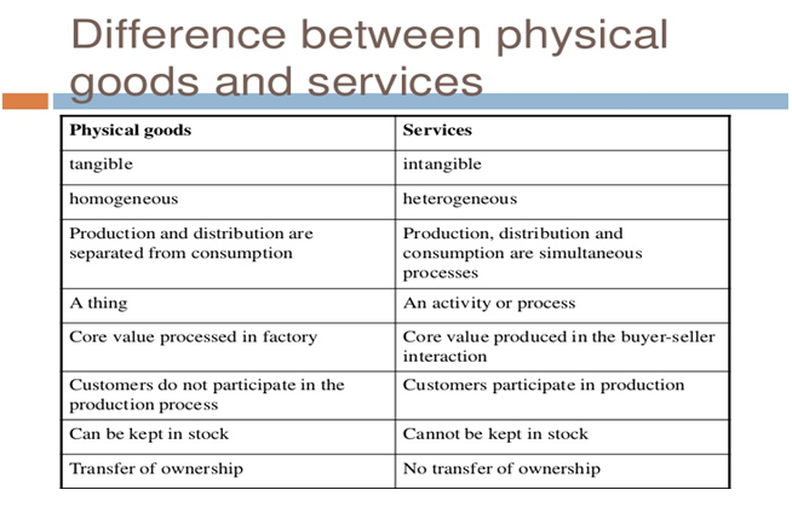 Difference between physical
goods and services
Physical goods
Services
tangible
intangible
homogeneous
heterogeneous
Production and distribution are
separated from consumption
Production, distribution and
consumption are simultaneous
processes
A thing
An activity or process
Core value processed in factory
Core value produced in the buyer-seller
interaction
Customers do not participate in the
production process
Customers participate in production
Can be kept in stock
Cannot be kept in stock
Transfer of ownership
No transfer of ownership